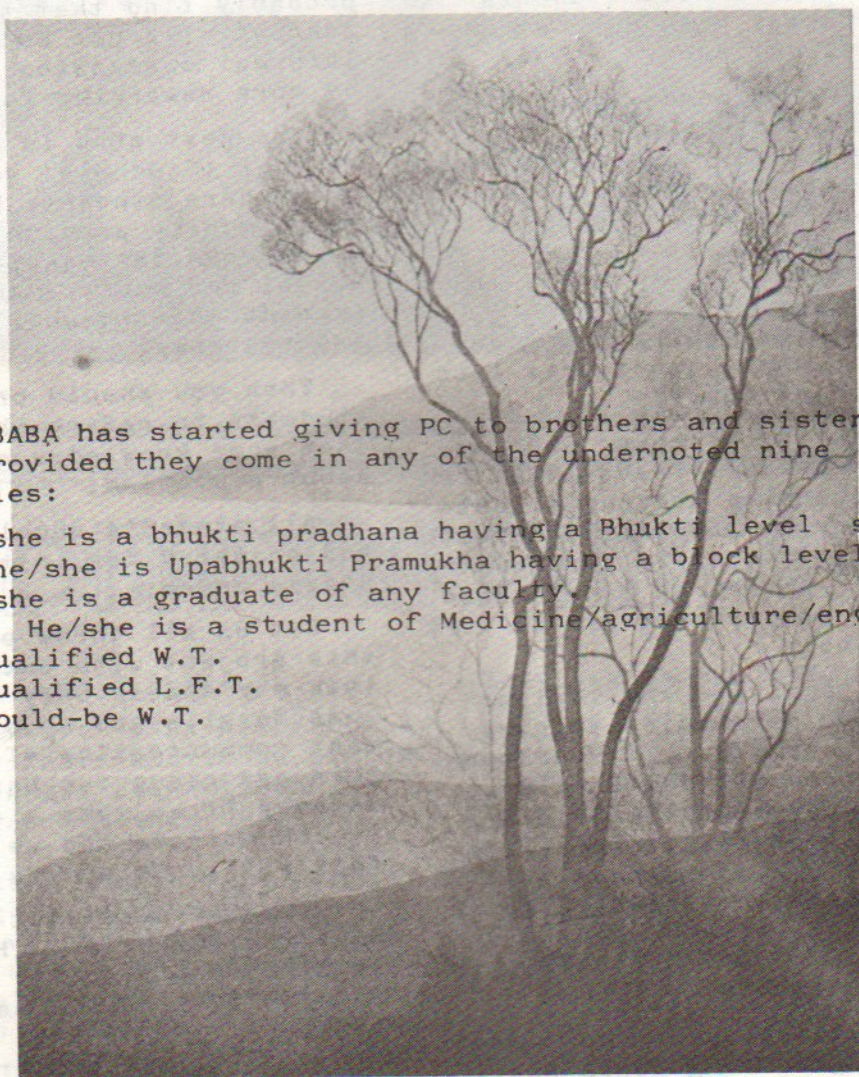 BABA has started giving PC to brothers and sister
rovided they come in any of the undernoted nine
ies:
she is a bhukti pradhana having a Bhukti level s
he/she is Upabhukti Pramukha having a block level
she is a graduate of any faculty.
He/she is a student of Medicine/agriculture/eng
ualified W.T.
ualified L.F.T.
ould-be W.T.